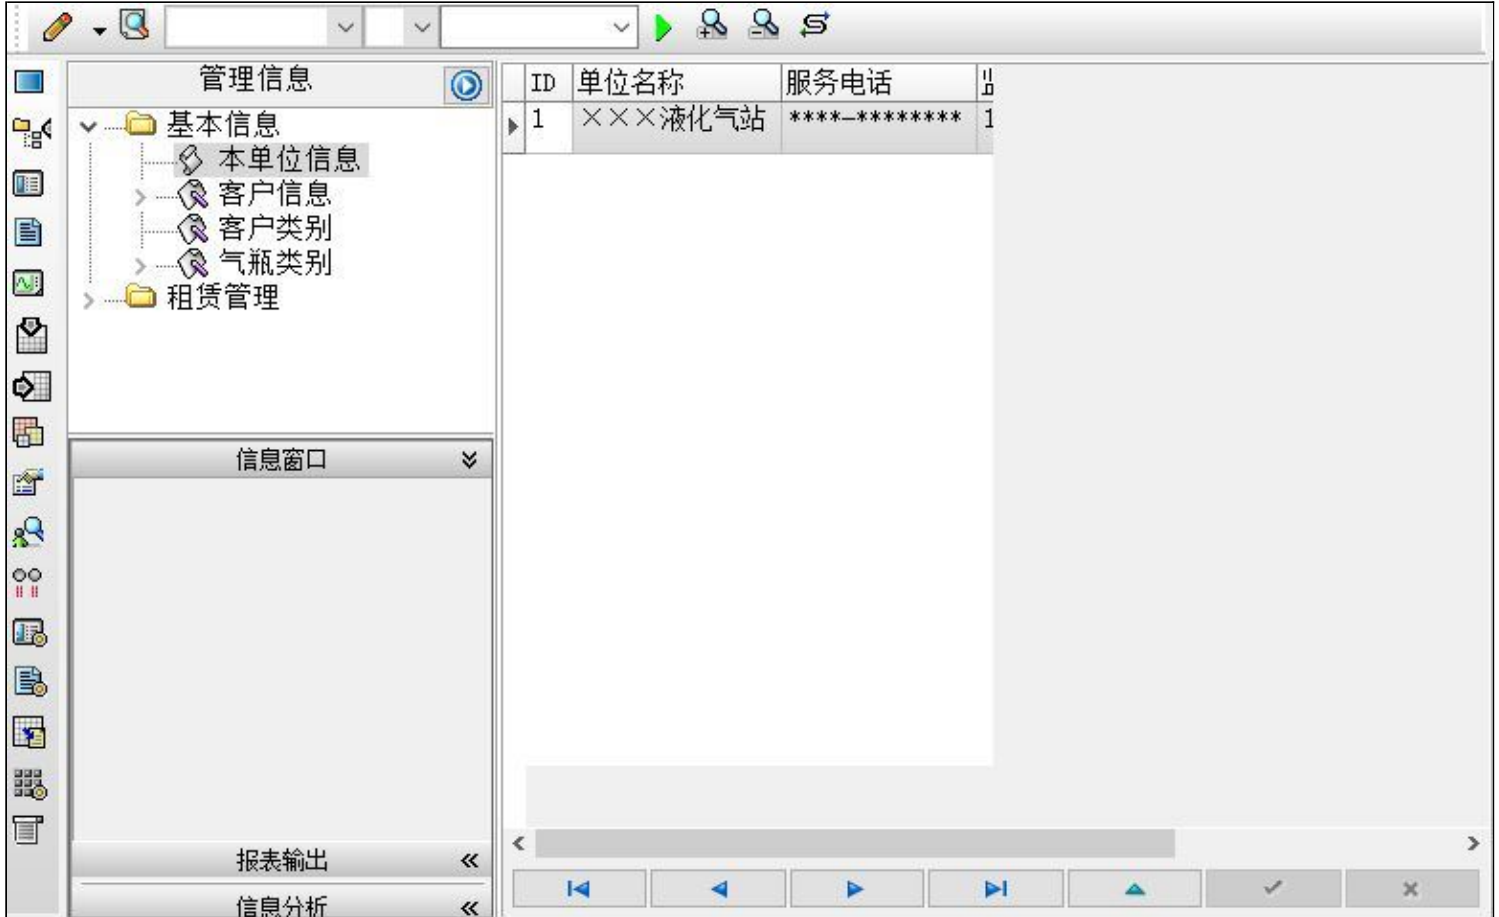 管理信息
基本信息
本单位信息
客户信息
客户类别
气瓶类别
租赁管理
信息窗口
报表输出
信息分析
ID 单位名称 服务电话
1 ×××液化气站 ****-******** 1